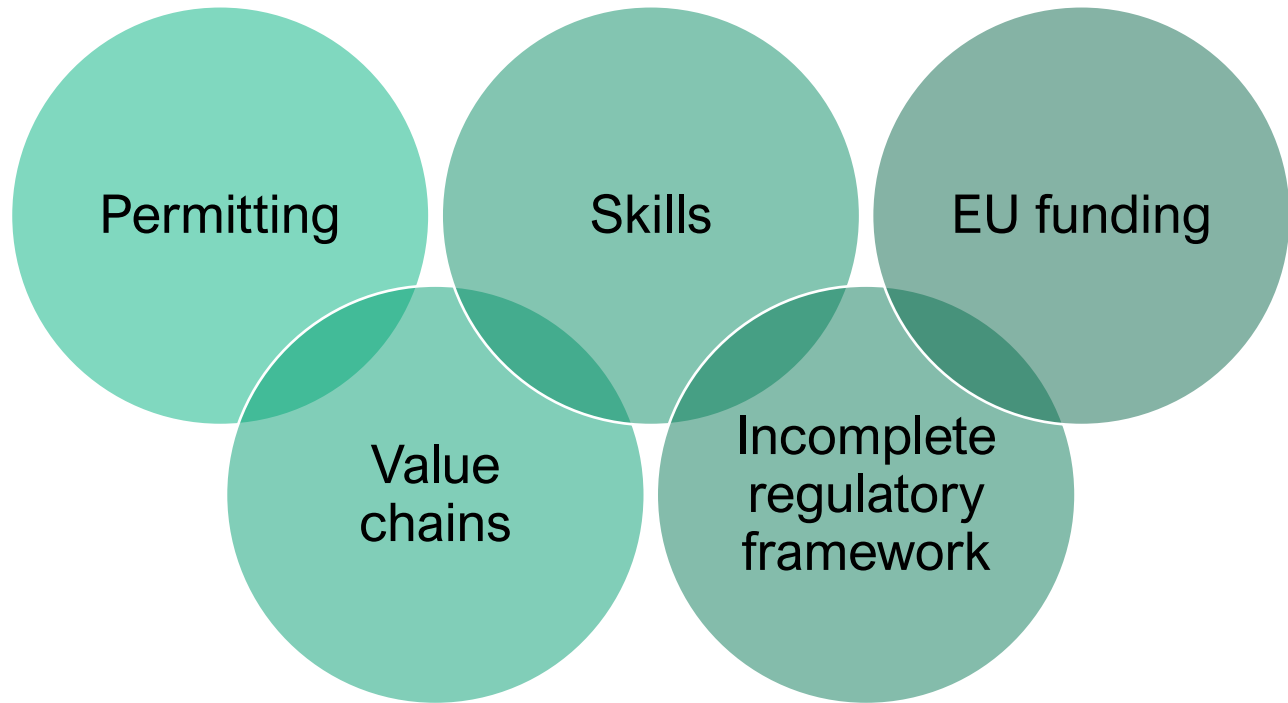 Permitting
Skills
EU funding
Value
chains
Incomplete
regulatory
framework